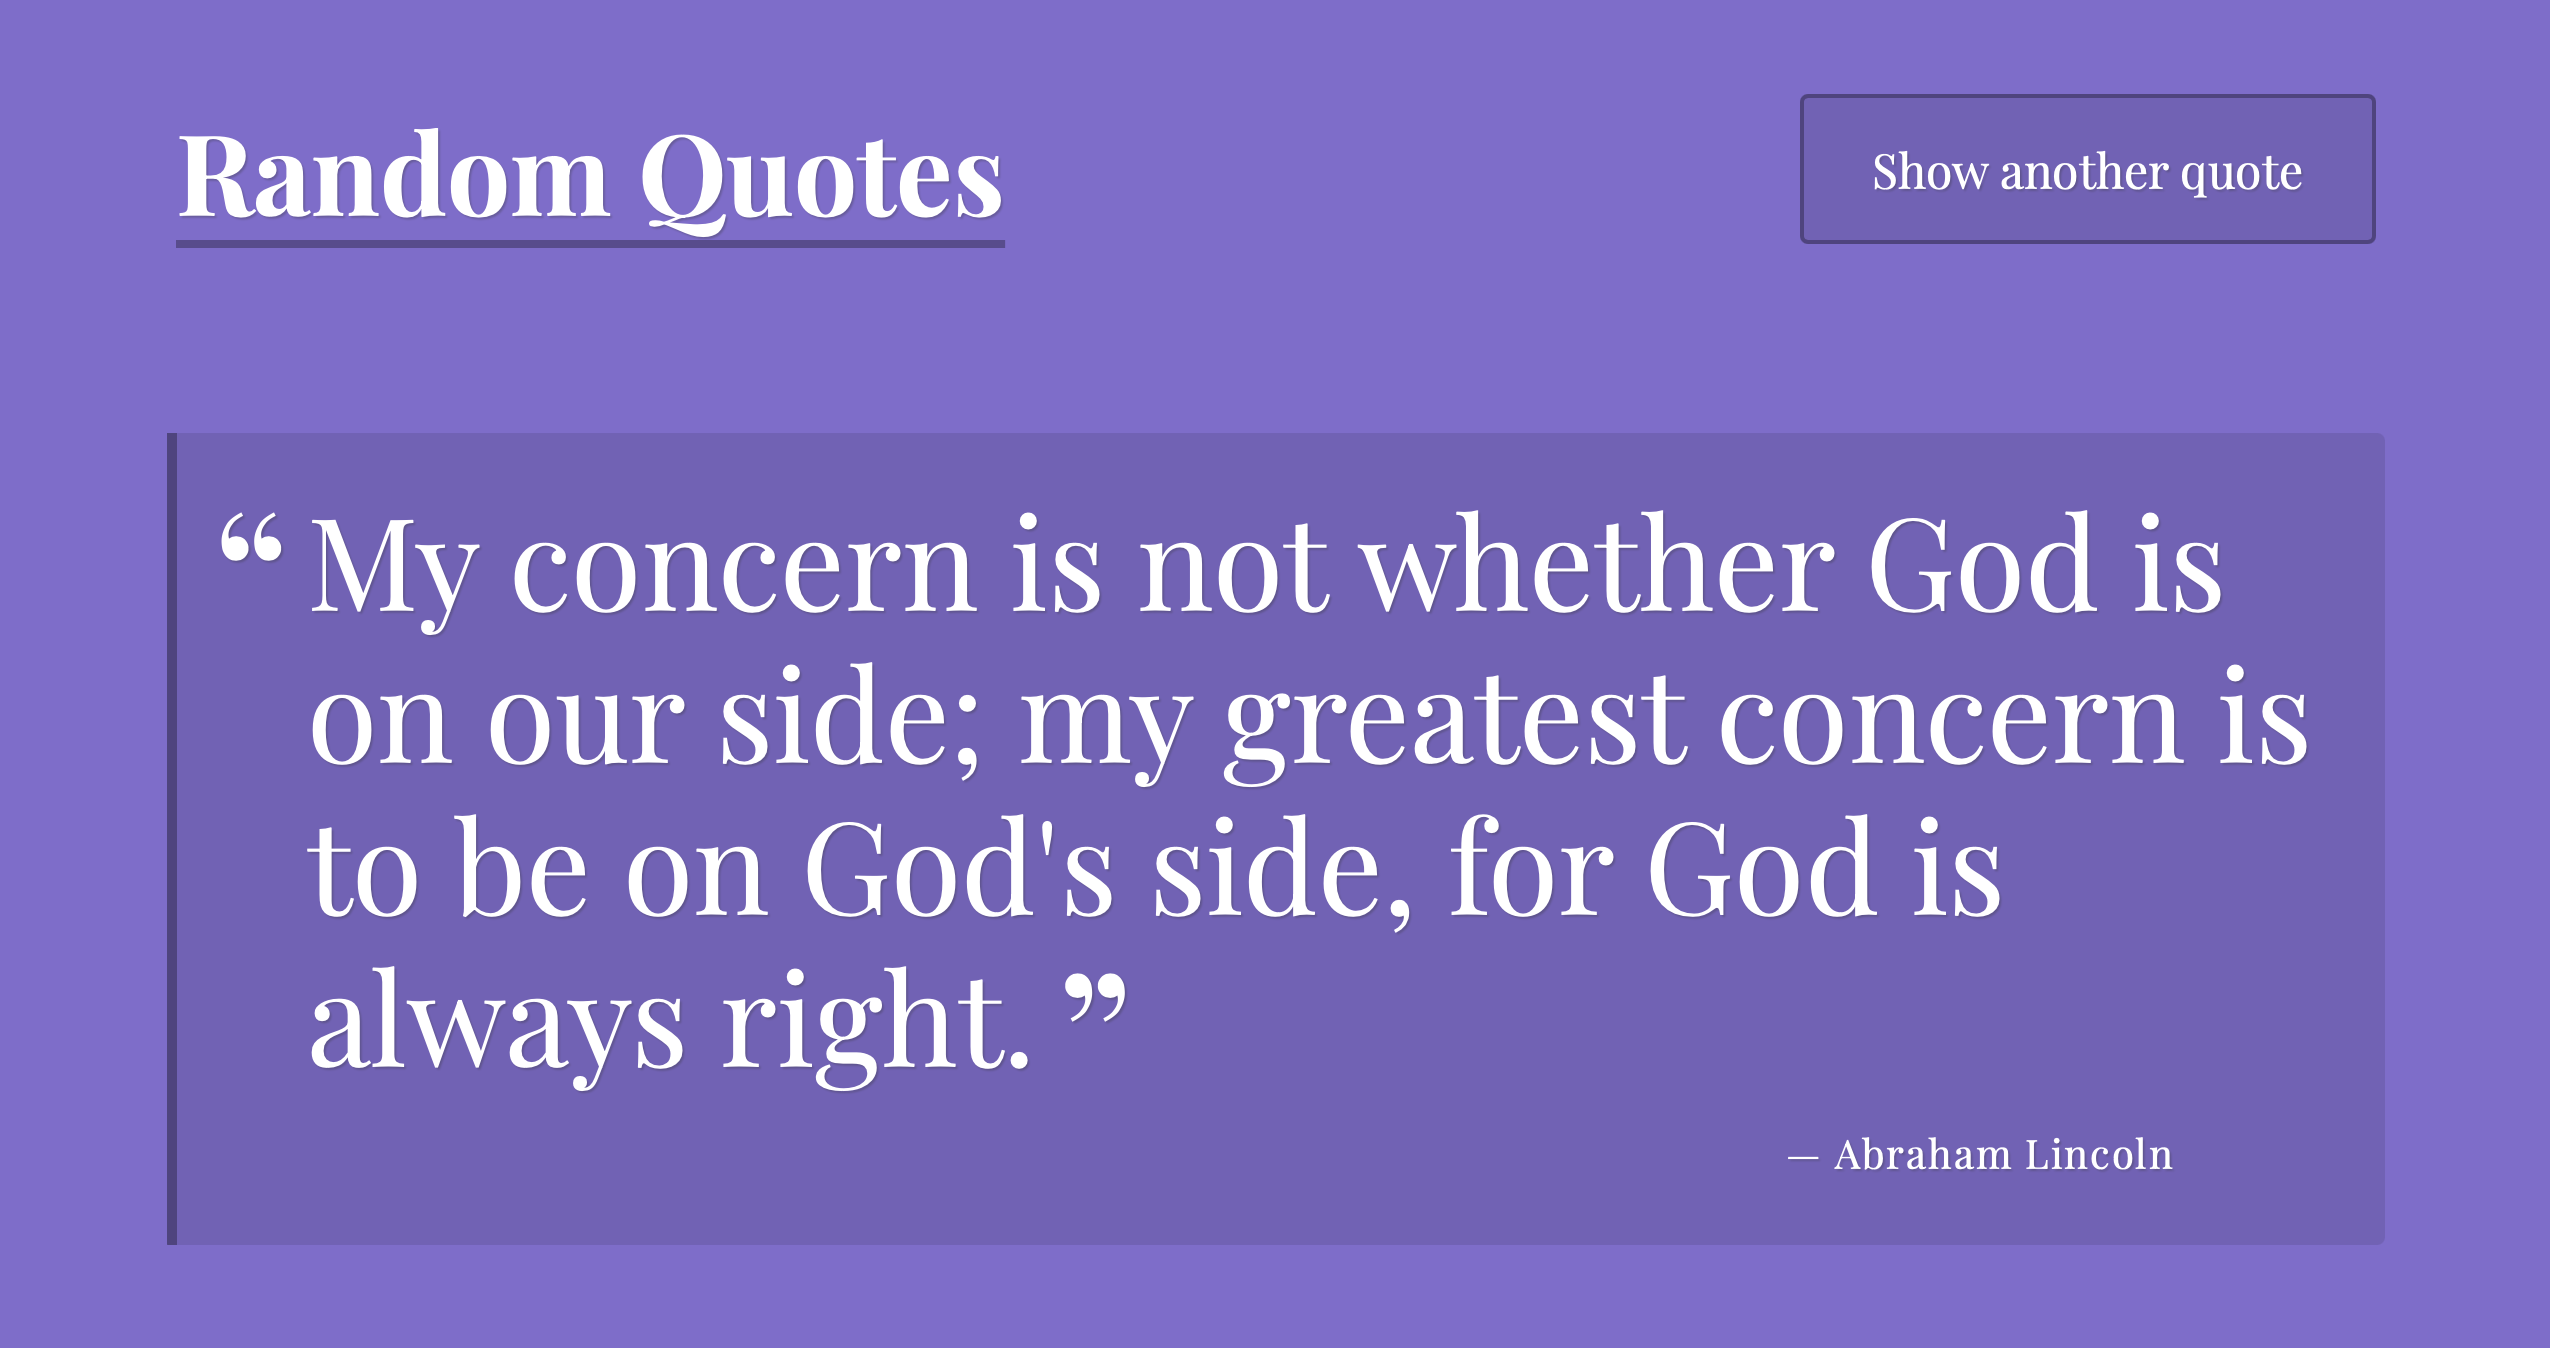 Random Quotes
Show another quote
“ My concern is not whether God is
on our side; my greatest concern is
to be on God's side, for God is
always right. ”
— Abraham Lincoln